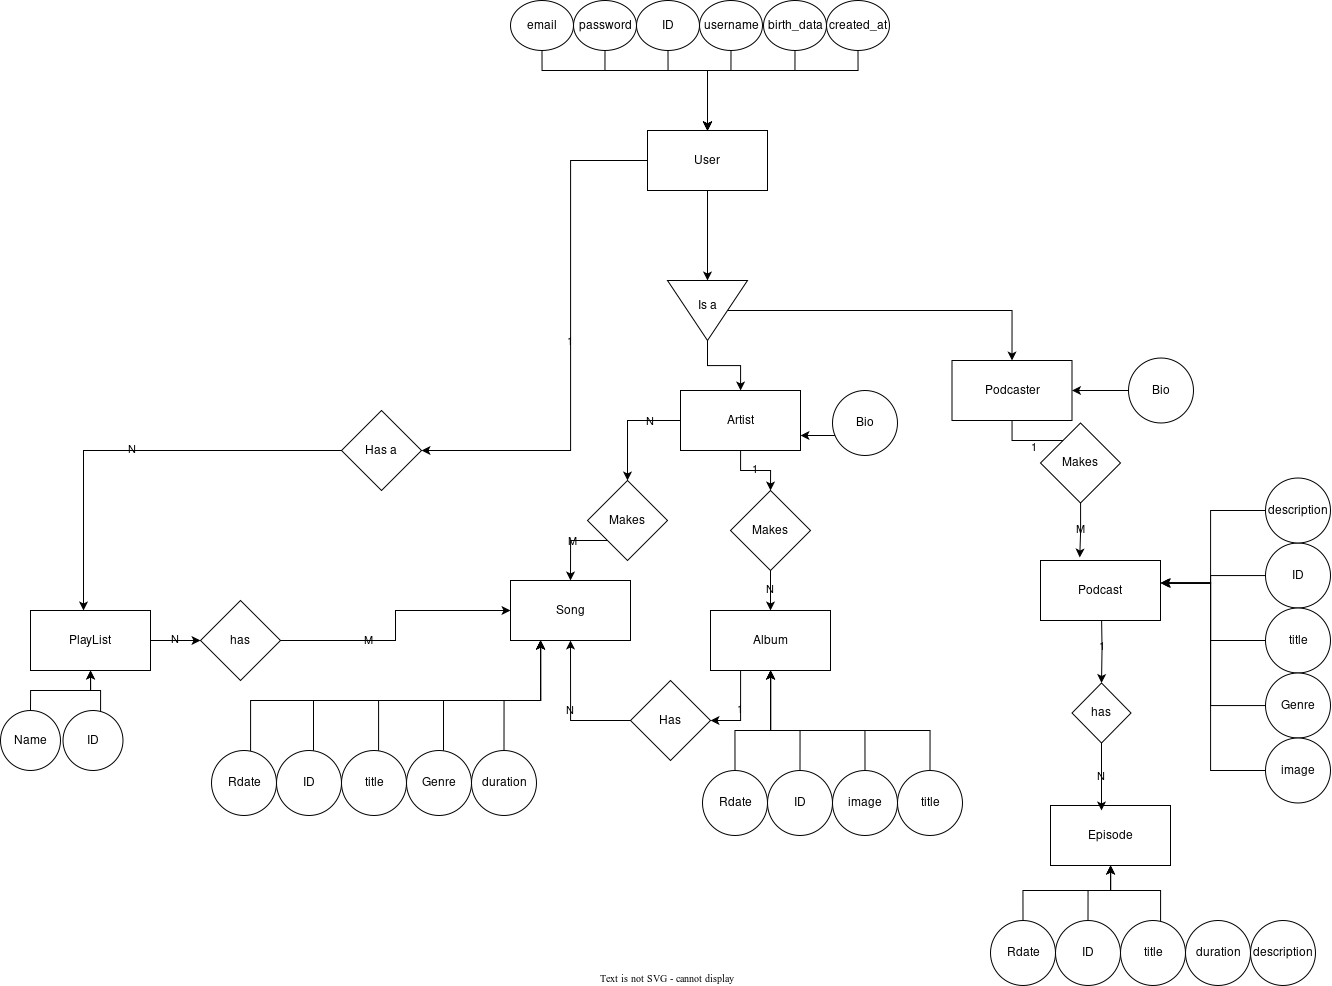 email
password
ID
username
birth_data
created_at
User
1
Is a
Podcaster
Bio
Artist
Bio
N
1
1
Has a
N
Makes
Makes
Makes
M
M
N
description
ID
title
Genre
image
Podcast
Song
Album
PlayList
N
has
M
1
has
Has
N
1
N
Name
ID
Rdate
ID
title
Genre
duration
Rdate
ID
image
title
Episode
Rdate
ID
title
duration
description
Text is not SVG - cannot display